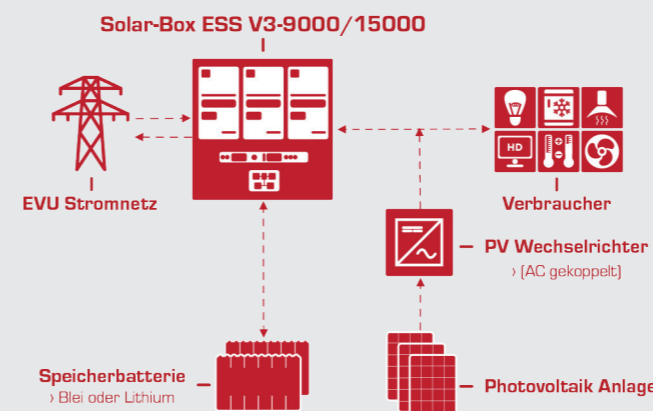 Solar-Box ESS V3-9000/15000
HD
EVU Stromnetz
Verbraucher
PV Wechselrichter
› (AC gekoppelt)
Speicherbatterie
› Blei oder Lithium
Photovoltaik Anlage